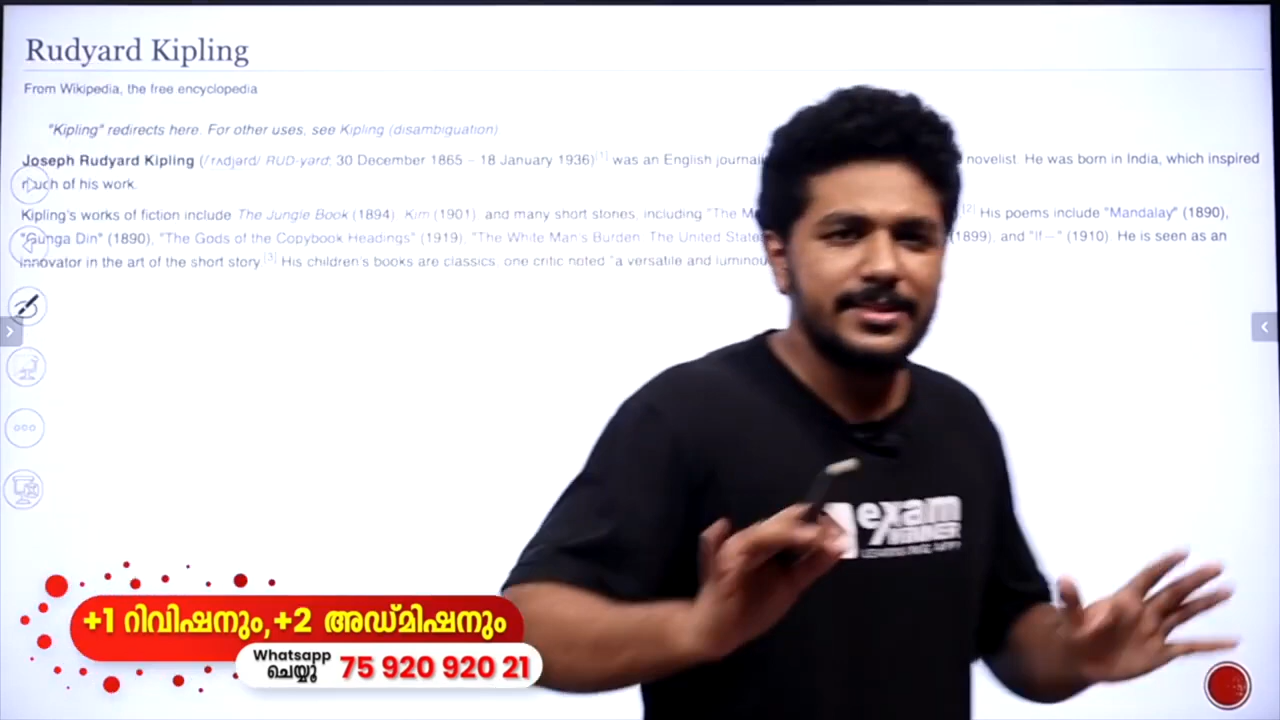 Rudyard Kipling
From Wikipedia, the free encyclopedia
"Kipling" redirects here. For other uses, see Kipling (disambiguation)
Joseph Rudyard Kipling (/ˈrʌdjərd/ RUD-yərd; 30 December 1865 – 18 January 1936)[1] was an English novelist. He was born in India, which inspired
much of his work.
Kipling's works of fiction include The Jungle Book (1894), Kim (1901), and many short stories, including "The [2] His poems include "Mandalay" (1890),
"Gunga Din" (1890), "The Gods of the Copybook Headings" (1919), "The White Man's Burden: The United (1899), and "If—" (1910). He is seen as an
innovator in the art of the short story.[3] His children's books are classics; one critic noted "a versatile and
exam
WINNER
LEARNING APP
+1 റിവിഷനും,+2 അഡ്മിഷനും
Whatsapp
ചെയ്യൂ 75 920 920 21